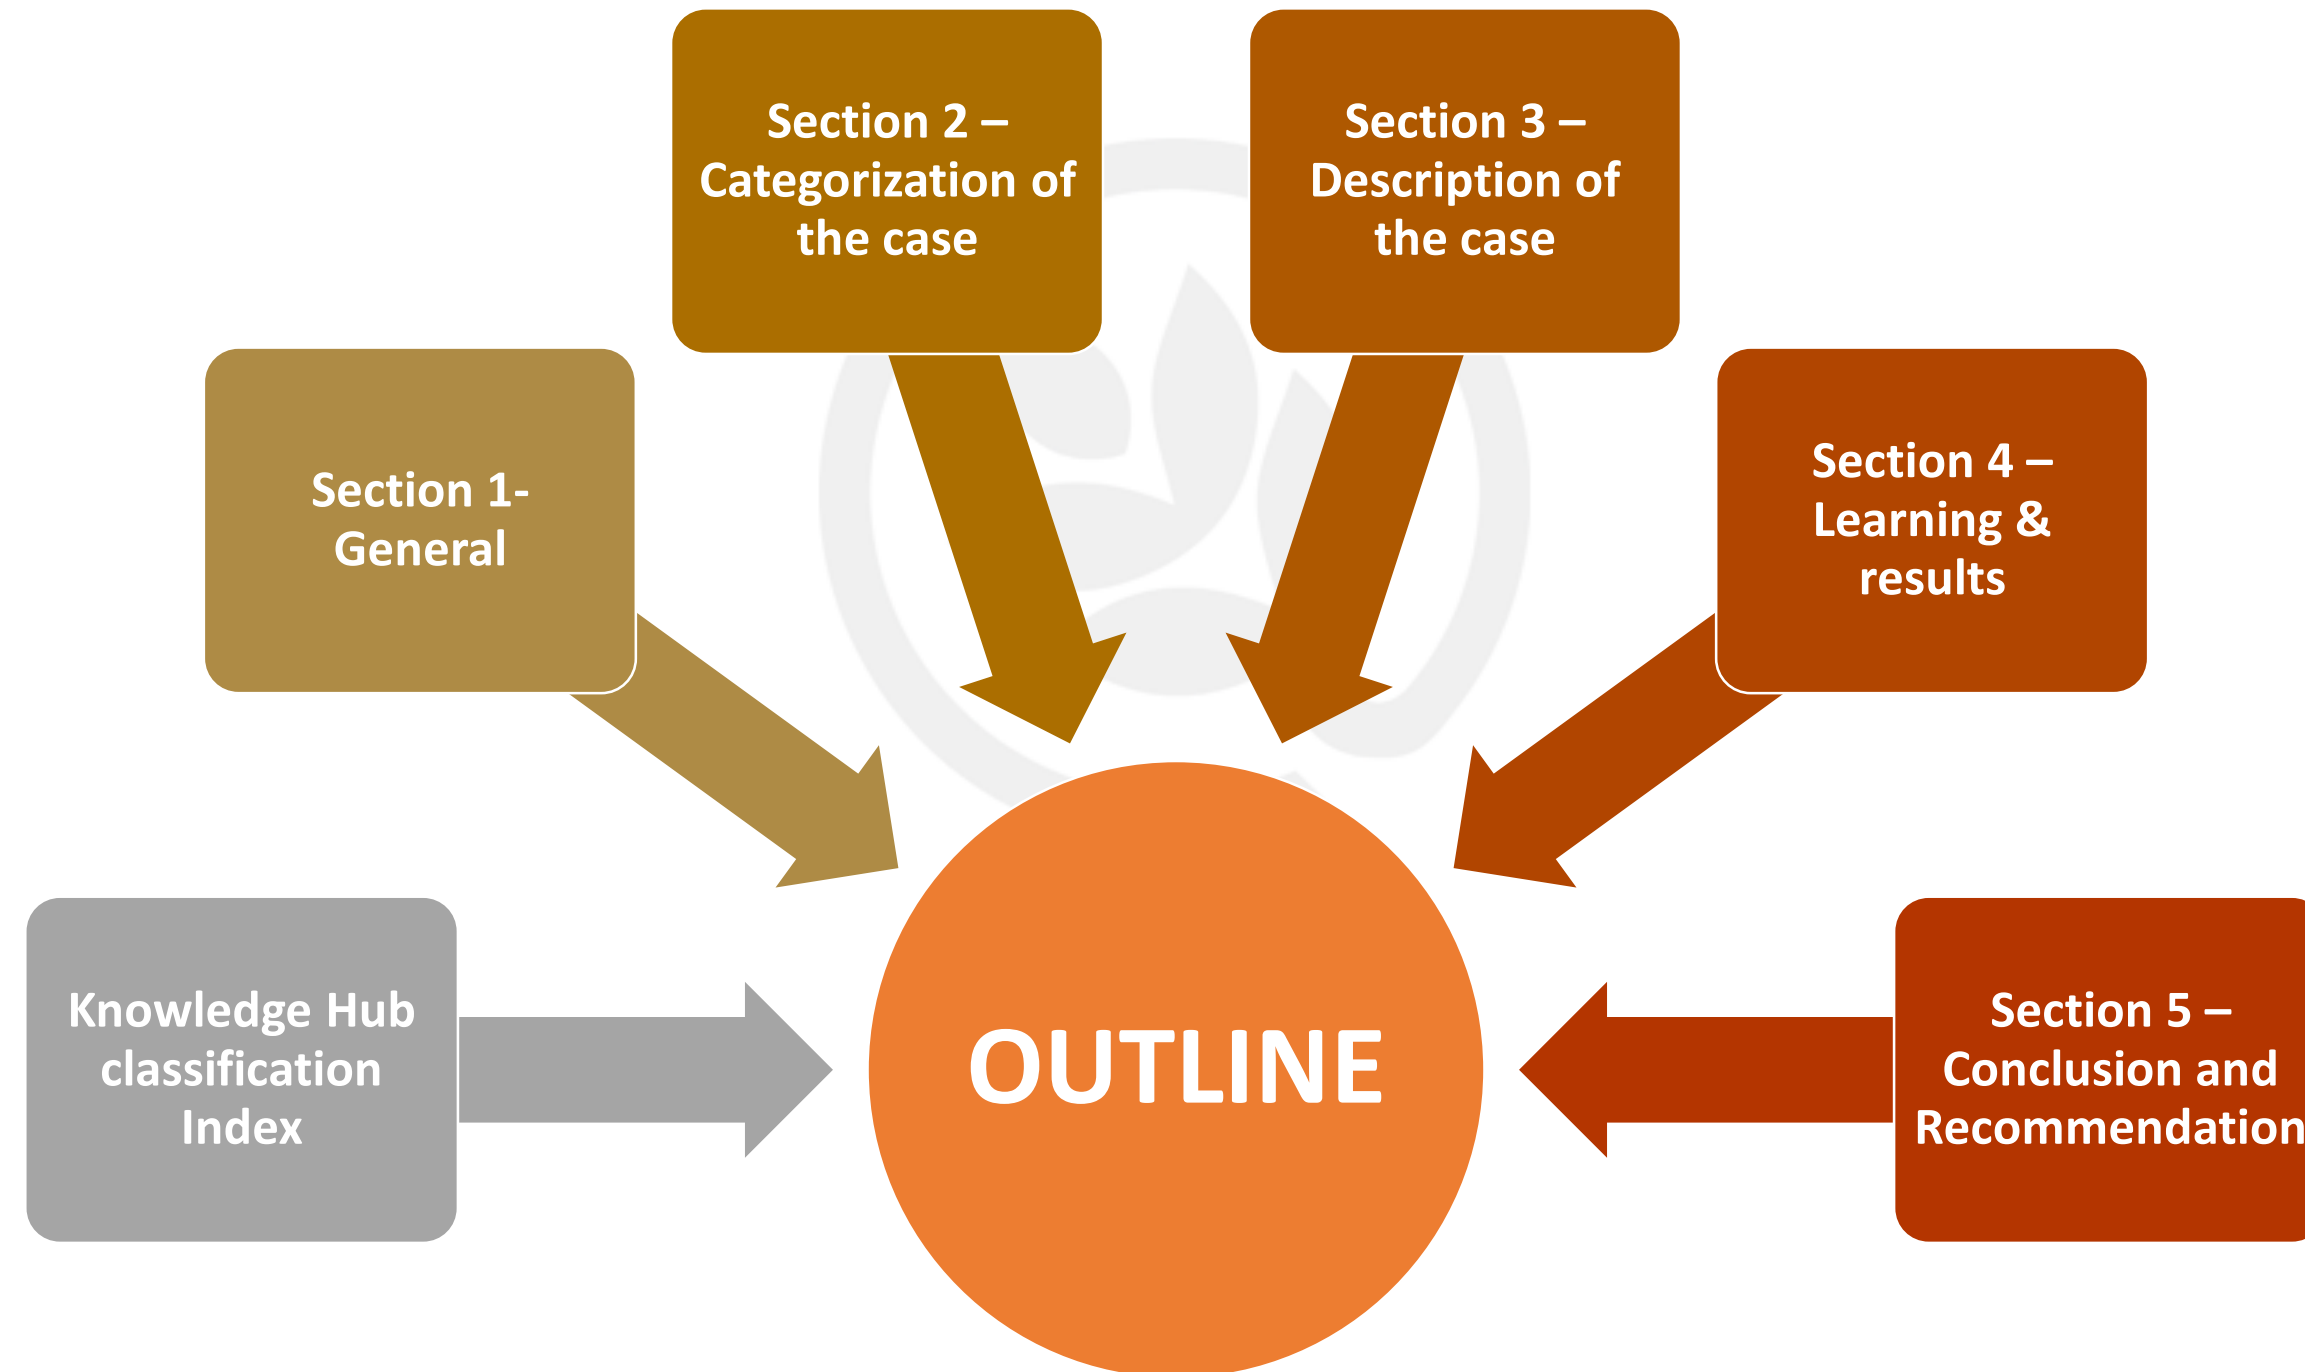 Section 2 –
Categorization of
the case
Section 3 –
Description of
the case
Section 1-
General
Section 4 –
Learning &
results
Knowledge Hub
classification
Index
OUTLINE
Section 5 –
Conclusion and
Recommendation